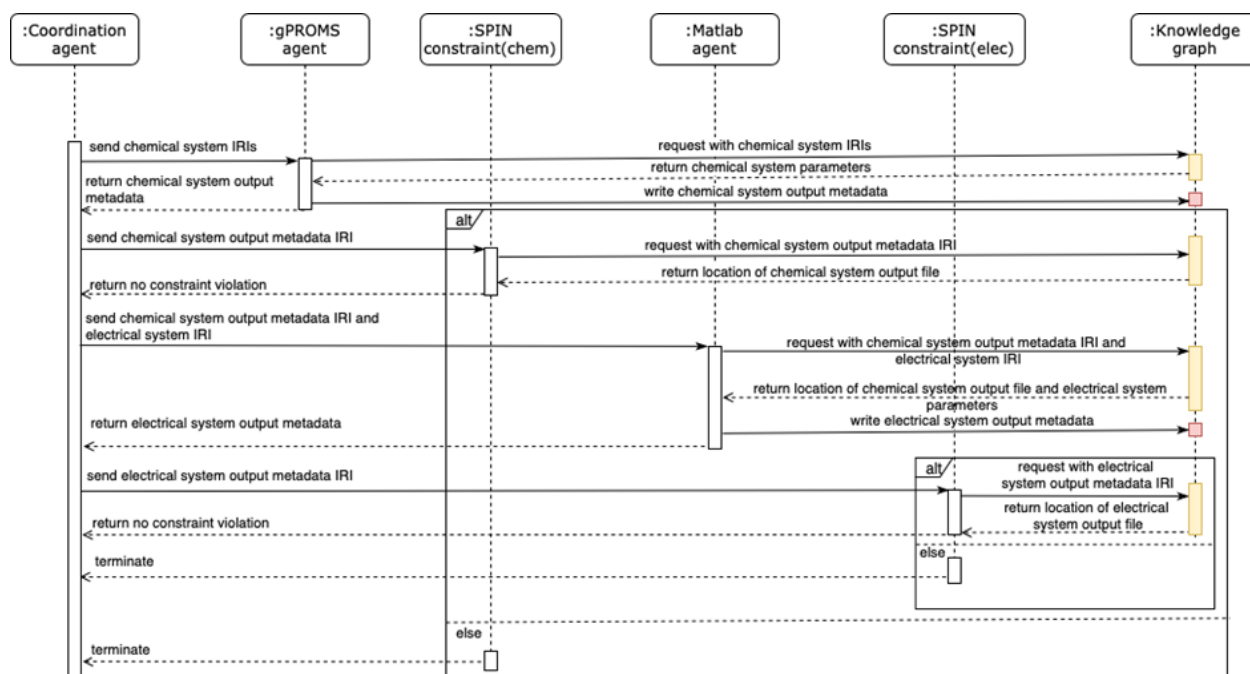 :Coordination
agent
:gPROMS
agent
:SPIN
constraint(chem)
:Matlab
agent
:SPIN
constraint(elec)
:Knowledge
graph
send chemical system IRIs
request with chemical system IRIs
return chemical system parameters
return chemical system output
metadata
write chemical system output metadata
alt
send chemical system output metadata IRI
request with chemical system output metadata IRI
return location of chemical system output file
return no constraint violation
send chemical system output metadata IRI and
electrical system IRI
request with chemical system output metadata IRI and
electrical system IRI
return location of chemical system output file and electrical system
parameters
return electrical system output metadata
write electrical system output metadata
alt
request with electrical
system output metadata IRI
send electrical system output metadata IRI
return location of electrical
system output file
return no constraint violation
else
terminate
else
terminate